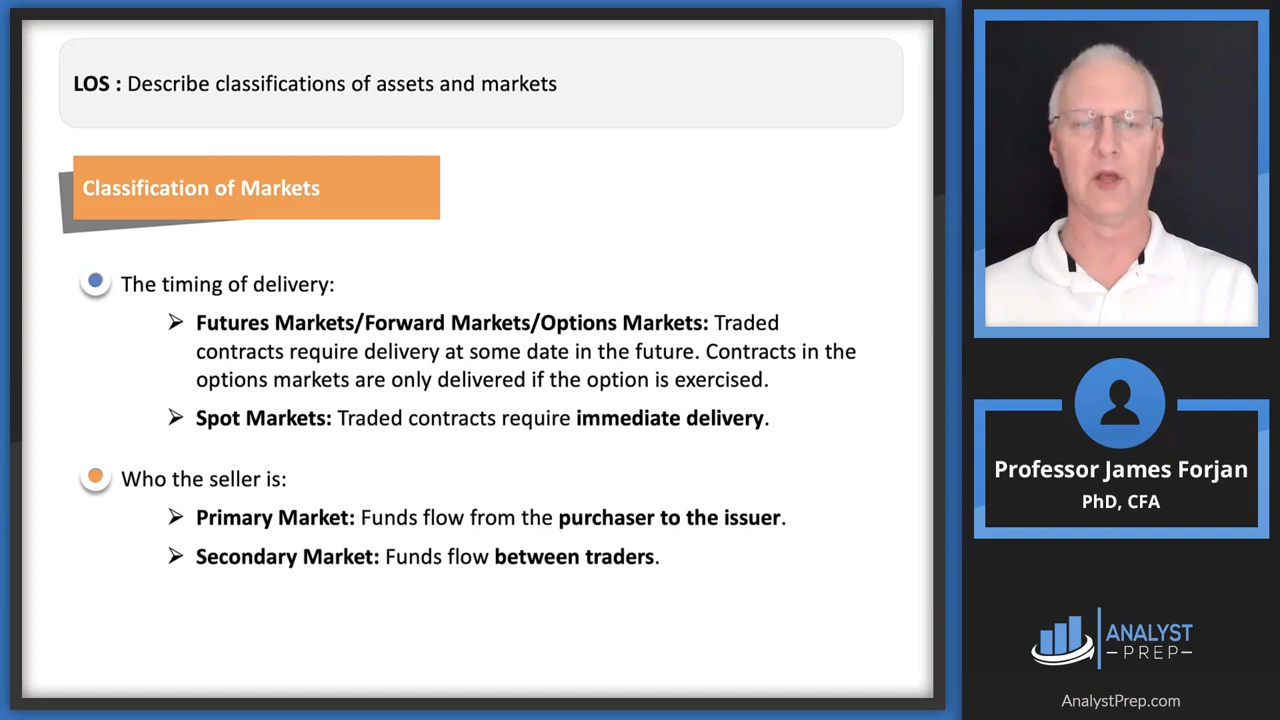 LOS : Describe classifications of assets and markets
Classification of Markets
The timing of delivery:
Futures Markets/Forward Markets/Options Markets: Traded
contracts require delivery at some date in the future. Contracts in the
options markets are only delivered if the option is exercised.
Spot Markets: Traded contracts require immediate delivery.
Who the seller is:
Primary Market: Funds flow from the purchaser to the issuer.
Secondary Market: Funds flow between traders.
Professor James Forjan
PhD, CFA
ANALYST
PREP
AnalystPrep.com